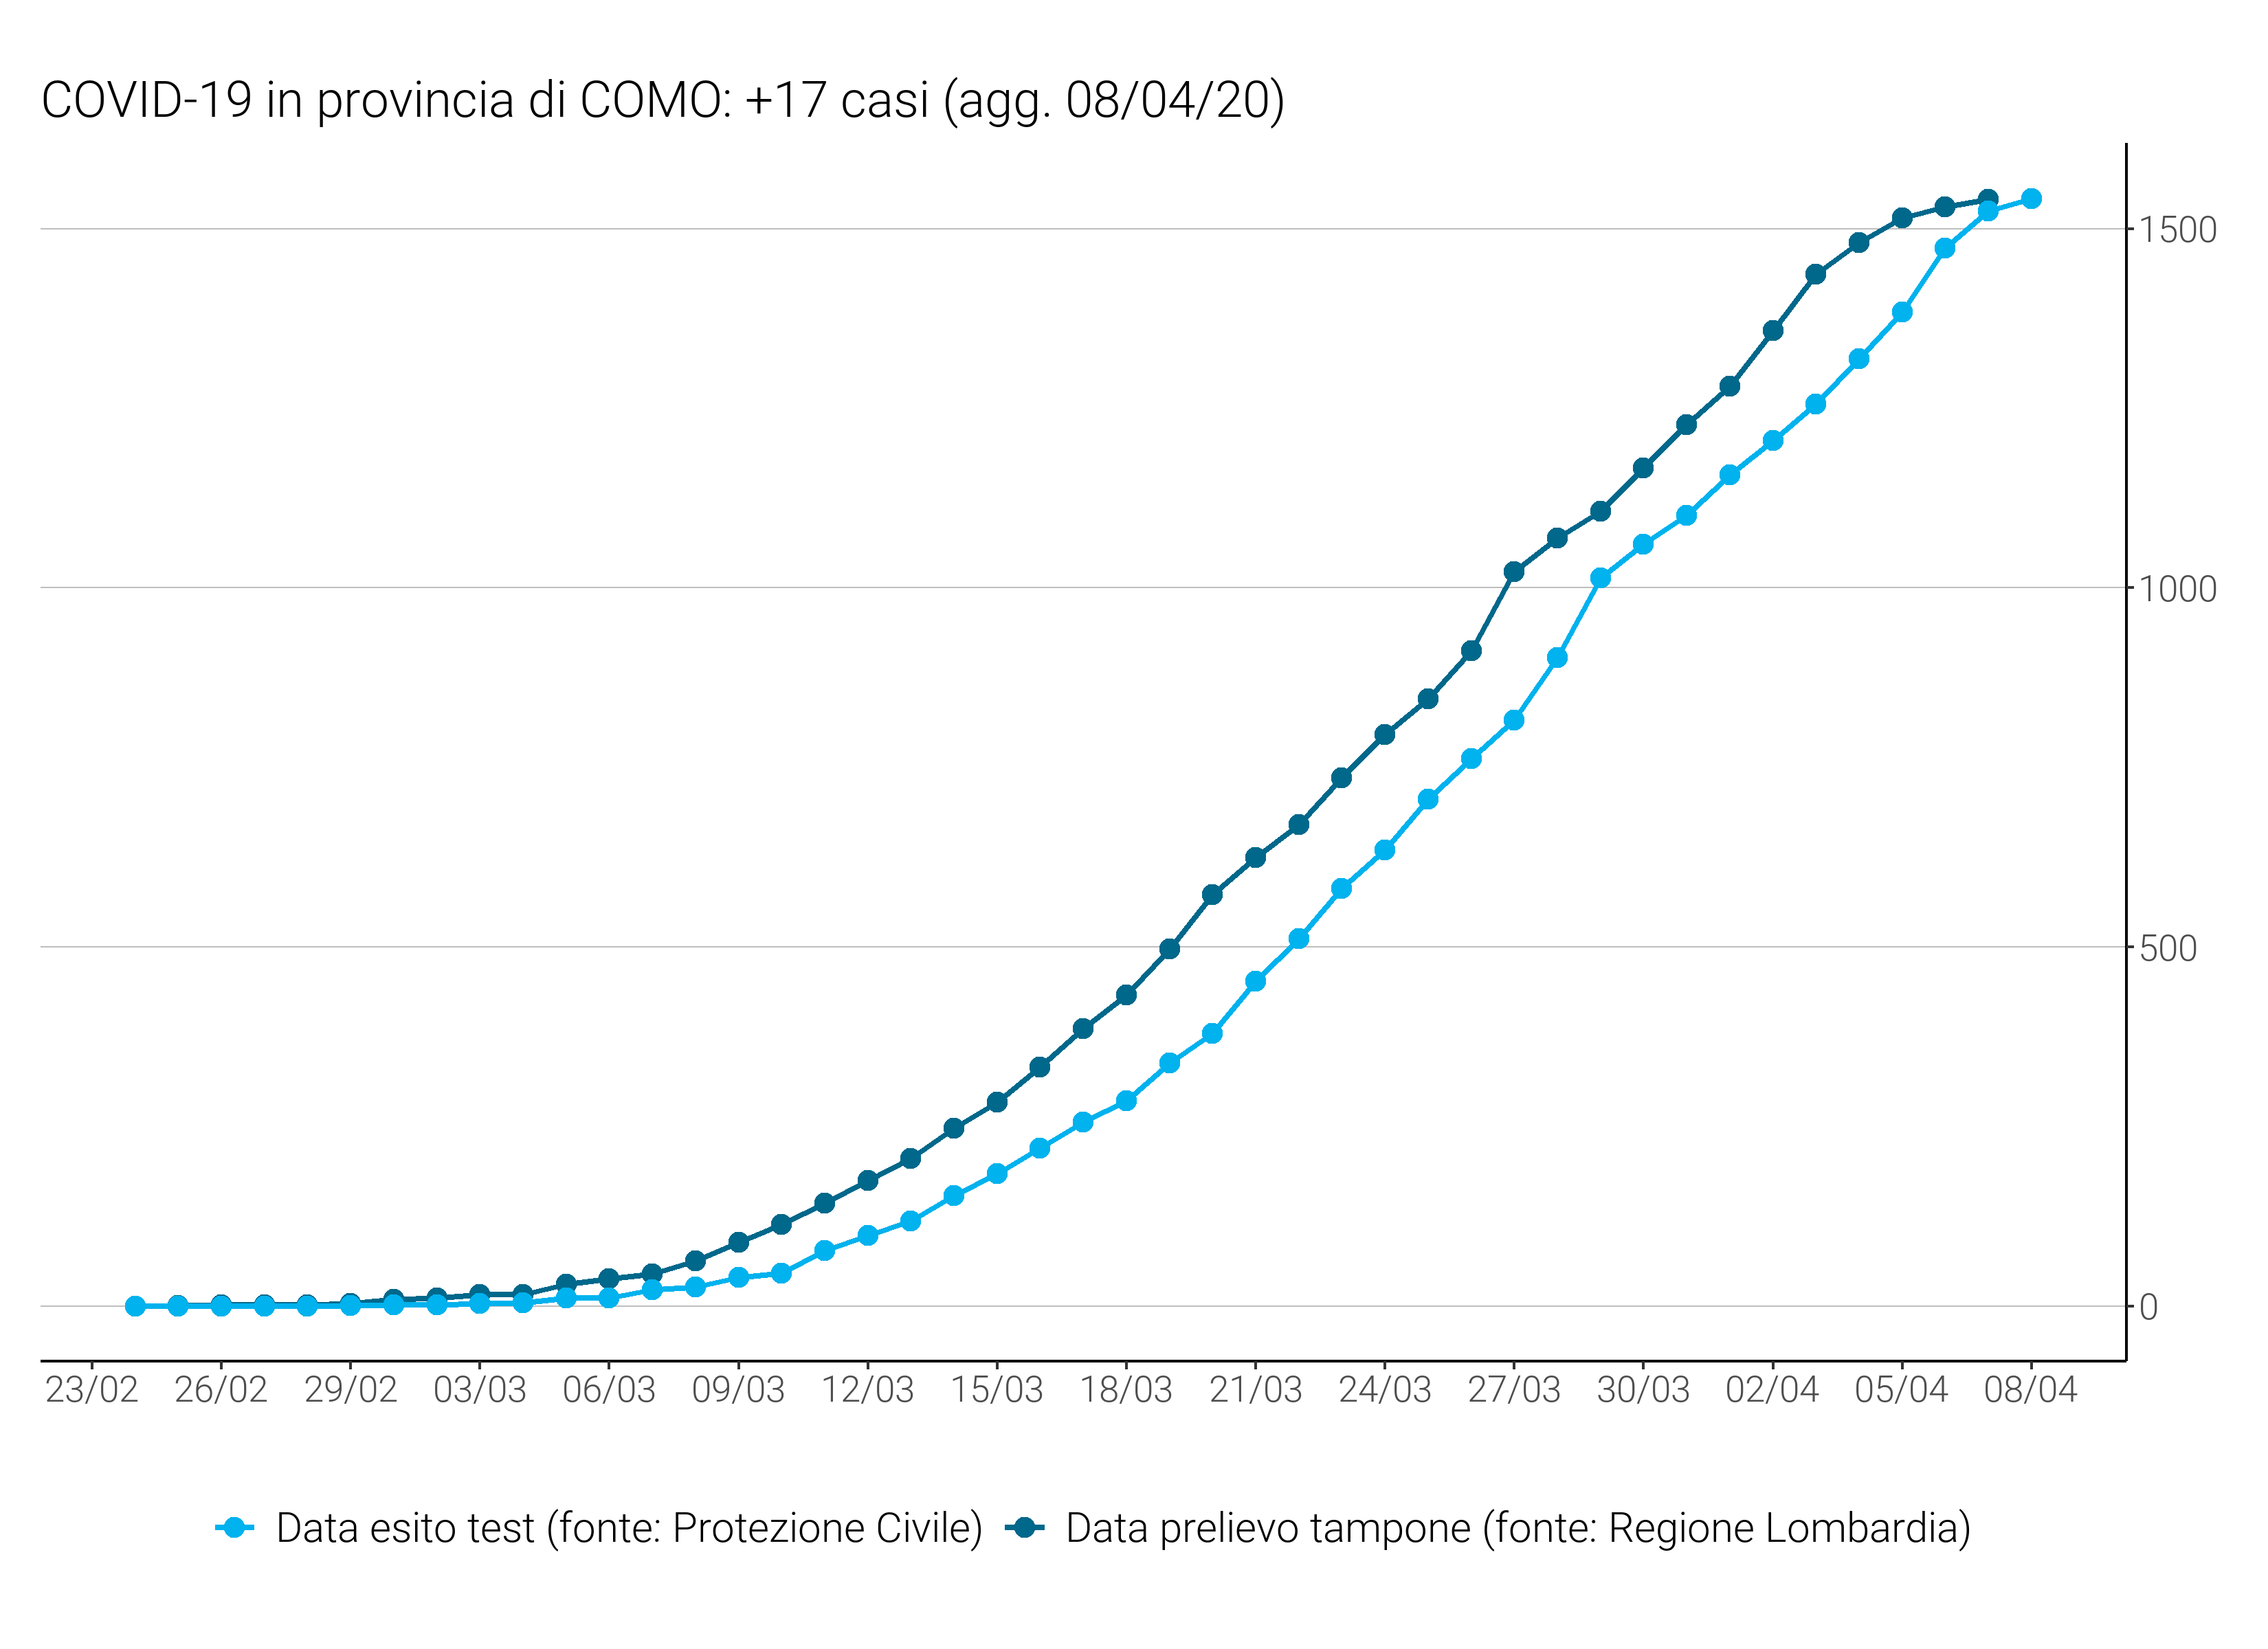 COVID-19 in provincia di COMO: +17 casi (agg. 08/04/20)
1500
1000
500
0
23/02 26/02 29/02 03/03 06/03 09/03 12/03 15/03 18/03 21/03 24/03 27/03 30/03 02/04 05/04 08/04
Data esito test (fonte: Protezione Civile) Data prelievo tampone (fonte: Regione Lombardia)